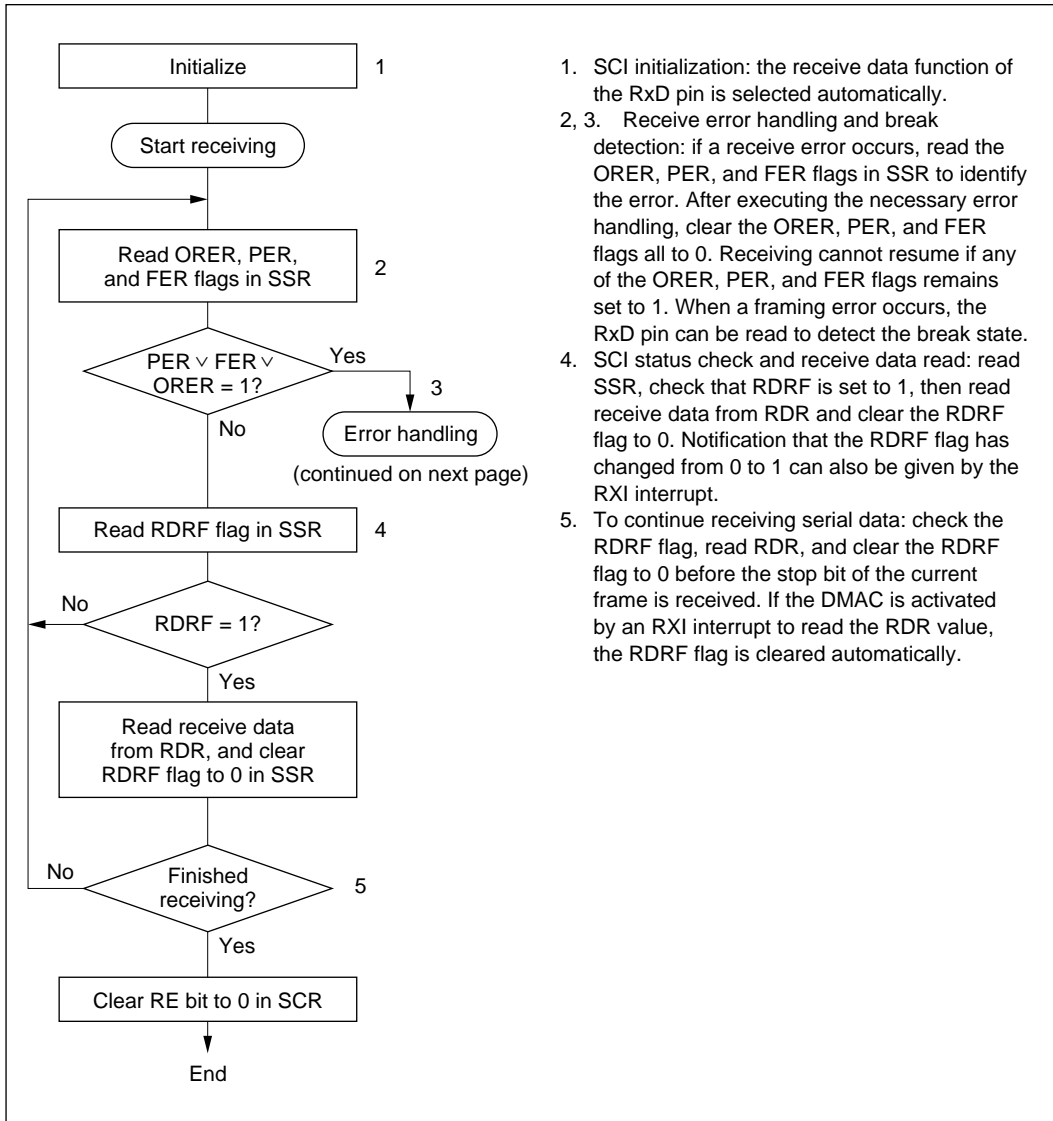 Initialize
1
Start receiving
Read ORER, PER,
and FER flags in SSR
2
PER ∨ FER ∨
ORER = 1?
Yes
3
No
Error handling
(continued on next page)
Read RDRF flag in SSR
4
No
RDRF = 1?
Yes
Read receive data
from RDR, and clear
RDRF flag to 0 in SSR
No
Finished
receiving?
5
Yes
Clear RE bit to 0 in SCR
End
1. SCI initialization: the receive data function of
the RxD pin is selected automatically.
2, 3. Receive error handling and break
detection: if a receive error occurs, read the
ORER, PER, and FER flags in SSR to identify
the error. After executing the necessary error
handling, clear the ORER, PER, and FER
flags all to 0. Receiving cannot resume if any
of the ORER, PER, and FER flags remains
set to 1. When a framing error occurs, the
RxD pin can be read to detect the break state.
4. SCI status check and receive data read: read
SSR, check that RDRF is set to 1, then read
receive data from RDR and clear the RDRF
flag to 0. Notification that the RDRF flag has
changed from 0 to 1 can also be given by the
RXI interrupt.
5. To continue receiving serial data: check the
RDRF flag, read RDR, and clear the RDRF
flag to 0 before the stop bit of the current
frame is received. If the DMAC is activated
by an RXI interrupt to read the RDR value,
the RDRF flag is cleared automatically.